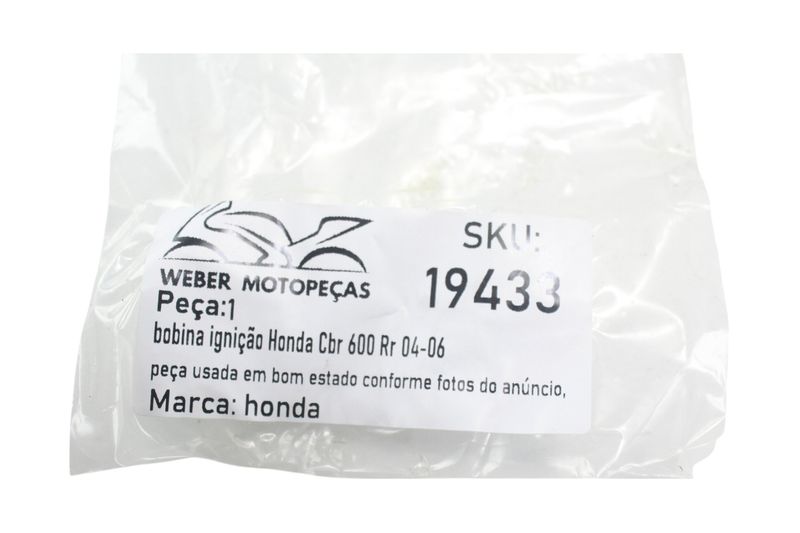 WEBER MOTOPEÇAS
SKU:
19433
Peça:1
bobina ignição Honda Cbr 600 Rr 04-06
peça usada em bom estado conforme fotos do anúncio,
Marca: honda